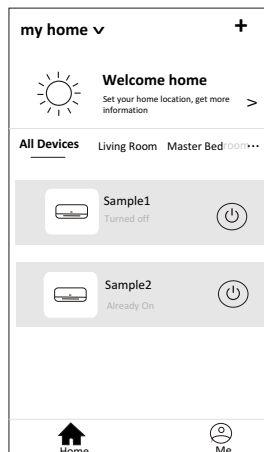 my home
+
Welcome home
Set your home location, get more
information
>
All Devices Living Room Master Bedroom ...
Sample1
Turned off
Sample2
Already On
Home Me